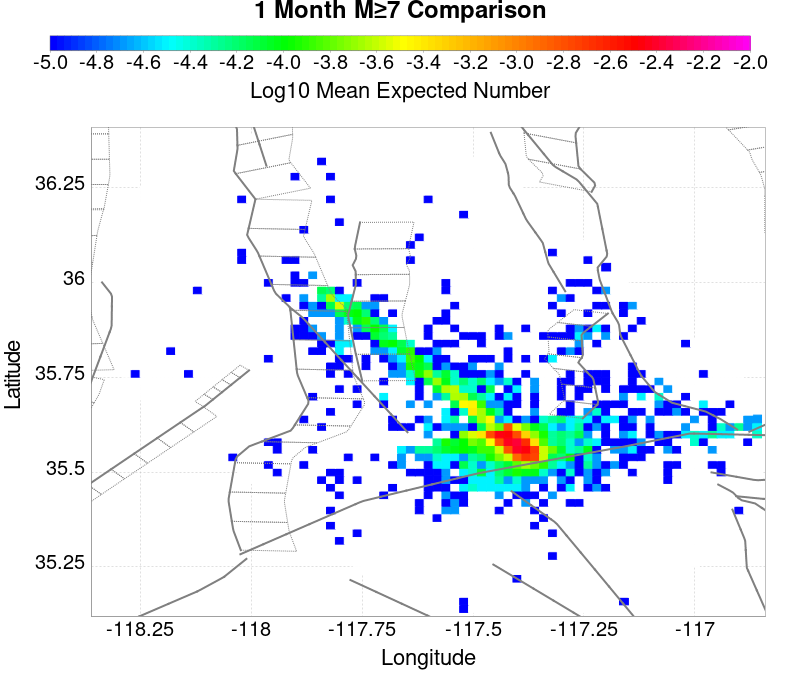 1 Month M≥7 Comparison
-5.0 -4.8 -4.6 -4.4 -4.2 -4.0 -3.8 -3.6 -3.4 -3.2 -3.0 -2.8 -2.6 -2.4 -2.2 -2.0
Log10 Mean Expected Number
36.25
36
35.75
35.5
35.25
Latitude
-118.25 -118 -117.75 -117.5 -117.25 -117
Longitude